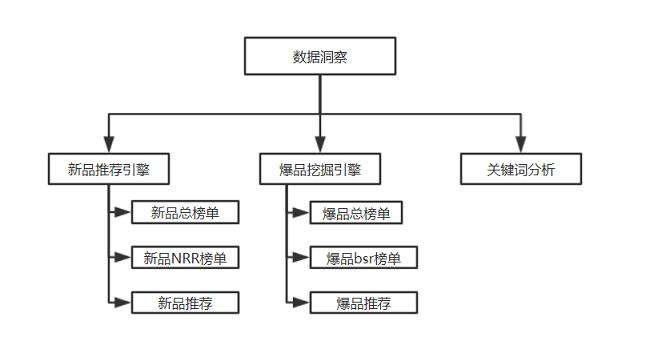 数据洞察
新品推荐引擎
爆品挖掘引擎
关键词分析
新品总榜单
爆品总榜单
新品NRR榜单
爆品bsr榜单
新品推荐
爆品推荐